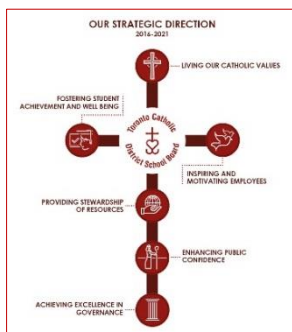 OUR STRATEGIC DIRECTION
2016-2021
LIVING OUR CATHOLIC VALUES
FOSTERING STUDENT
ACHIEVEMENT AND WELL BEING
Toronto Catholic
District School Board
INSPIRING AND
MOTIVATING EMPLOYEES
PROVIDING STEWARDSHIP
OF RESOURCES
ENHANCING PUBLIC
CONFIDENCE
ACHIEVING EXCELLENCE IN
GOVERNANCE